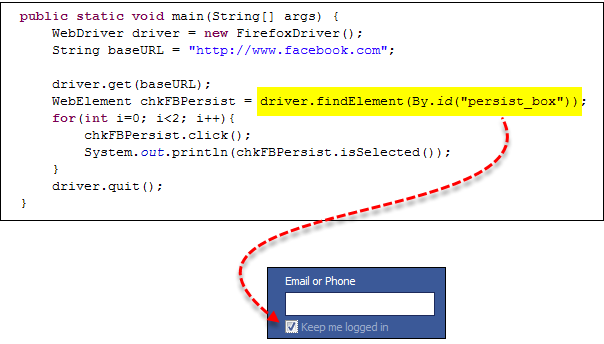 public static void main(String[] args) {
WebDriver driver = new FirefoxDriver();
String baseURL = "http://www.facebook.com";
driver.get(baseURL);
WebElement chkFBPersist = driver.findElement(By.id("persist_box"));
for(int i=0; i<2; i++){
chkFBPersist.click();
System.out.println(chkFBPersist.isSelected());
}
driver.quit();
}
Email or Phone
Keep me logged in